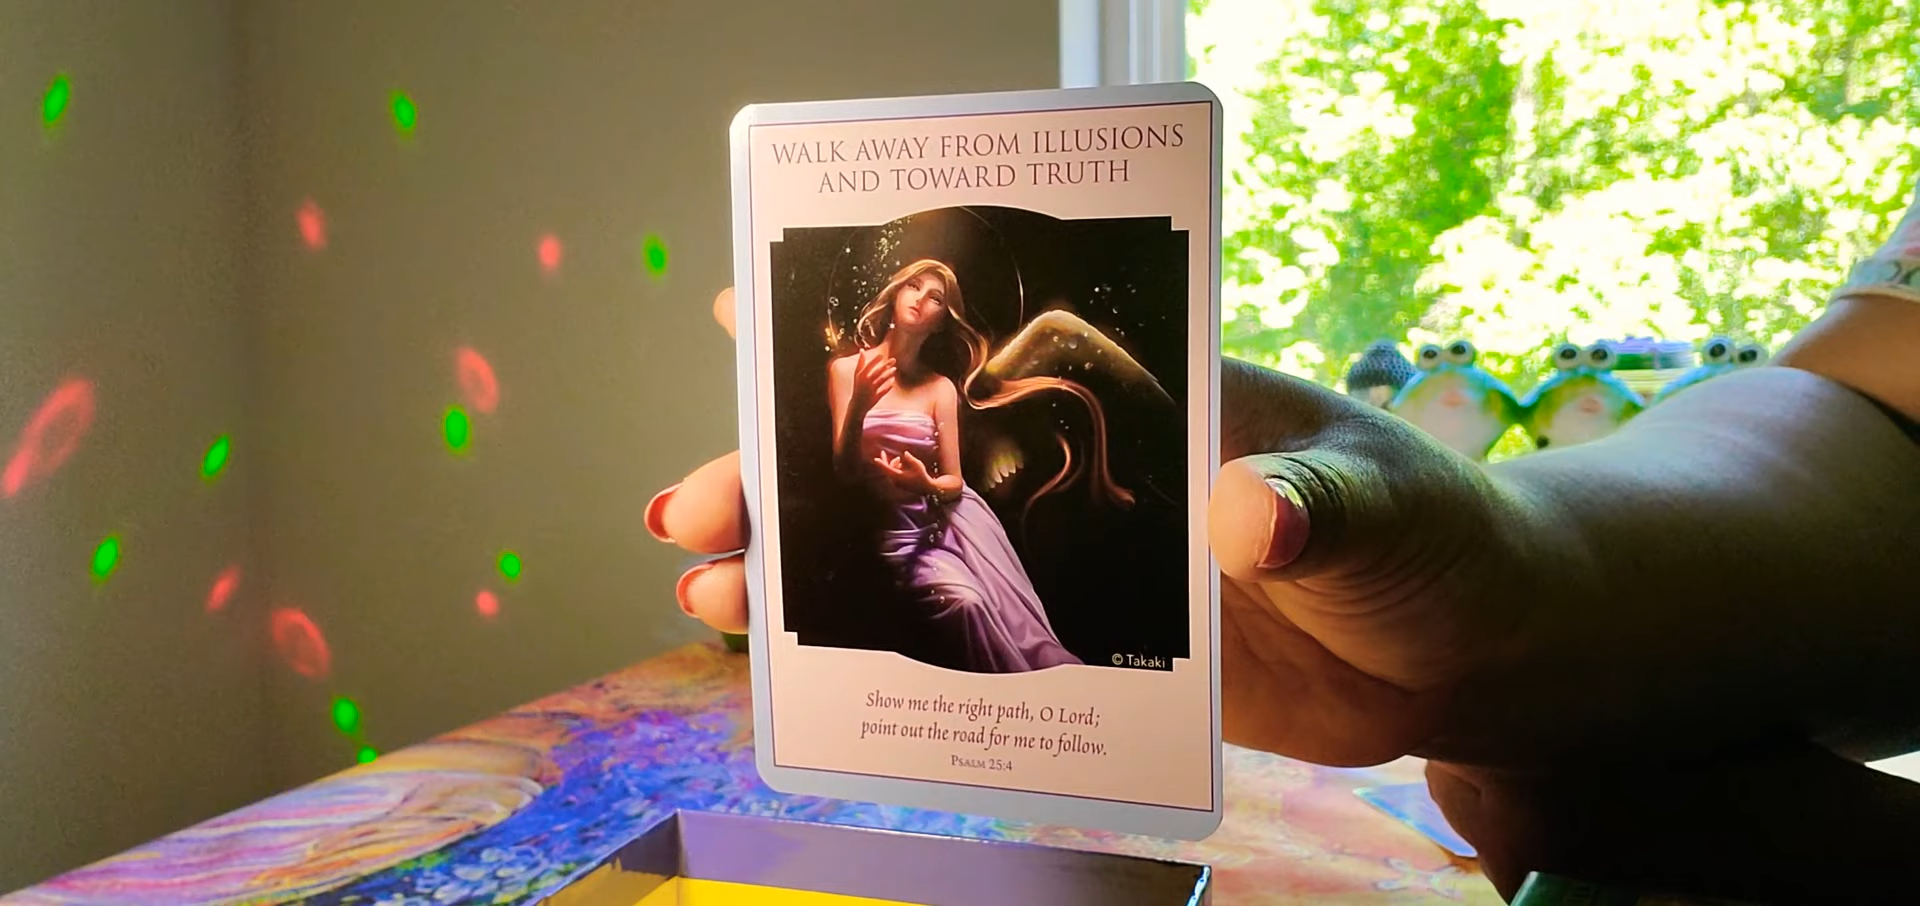 WALK AWAY FROM ILLUSIONS
AND TOWARD TRUTH
© Takaki
Show me the right path, O Lord;
point out the road for me to follow.
PSALM 25:4